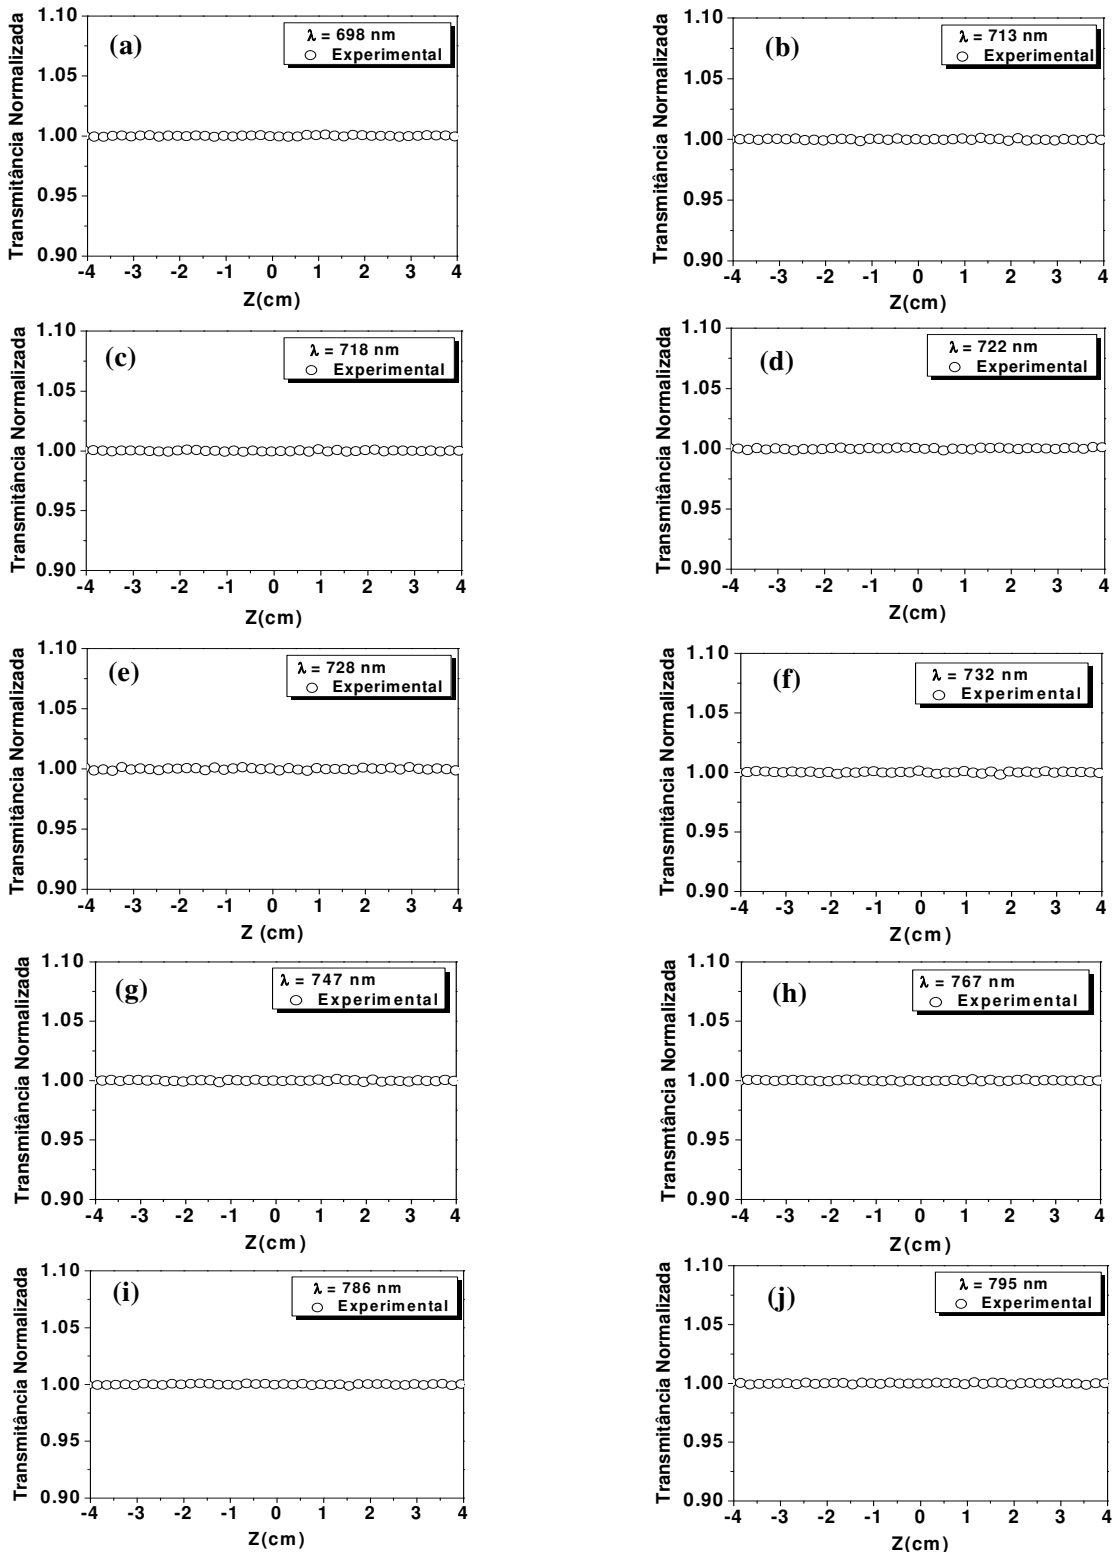 (a)
λ = 698 nm
Experimental
Transmitância Normalizada
1.10
1.05
1.00
0.95
0.90
-4 -3 -2 -1 0 1 2 3 4
Z(cm)
(b)
λ = 713 nm
Experimental
Transmitância Normalizada
1.10
1.05
1.00
0.95
0.90
-4 -3 -2 -1 0 1 2 3 4
Z(cm)
(c)
λ = 718 nm
Experimental
Transmitância Normalizada
1.10
1.05
1.00
0.95
0.90
-4 -3 -2 -1 0 1 2 3 4
Z(cm)
(d)
λ = 722 nm
Experimental
Transmitância Normalizada
1.10
1.05
1.00
0.95
0.90
-4 -3 -2 -1 0 1 2 3 4
Z(cm)
(e)
λ = 728 nm
Experimental
Transmitância Normalizada
1.10
1.05
1.00
0.95
0.90
-4 -3 -2 -1 0 1 2 3 4
Z (cm)
(f)
λ = 732 nm
Experimental
Transmitância Normalizada
1.10
1.05
1.00
0.95
0.90
-4 -3 -2 -1 0 1 2 3 4
Z(cm)
(g)
λ = 747 nm
Experimental
Transmitância Normalizada
1.10
1.05
1.00
0.95
0.90
-4 -3 -2 -1 0 1 2 3 4
Z(cm)
(h)
λ = 767 nm
Experimental
Transmtância Normalizada
1.10
1.05
1.00
0.95
0.90
-4 -3 -2 -1 0 1 2 3 4
Z(cm)
(i)
λ = 786 nm
Experimental
Transmitância Normalizada
1.10
1.05
1.00
0.95
0.90
-4 -3 -2 -1 0 1 2 3 4
Z(cm)
(j)
λ = 795 nm
Experimental
Transmitância Normalizada
1.10
1.05
1.00
0.95
0.90
-4 -3 -2 -1 0 1 2 3 4
Z(cm)